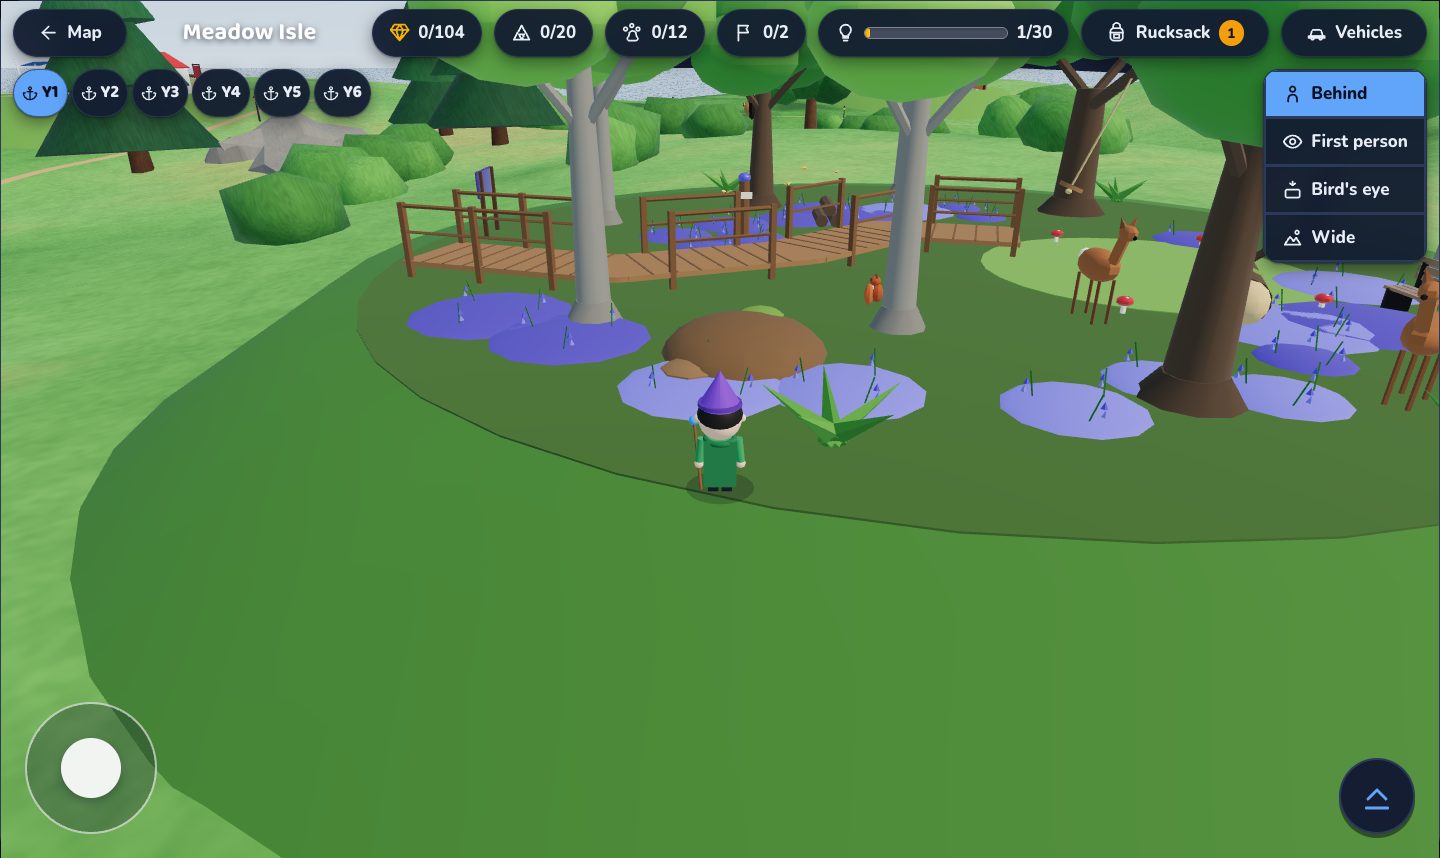 Map
Meadow Isle
0/104
0/20
0/12
0/2
1/30
Rucksack 1
Vehicles
Y1
Y2
Y3
Y4
Y5
Y6
Behind
First person
Bird's eye
Wide